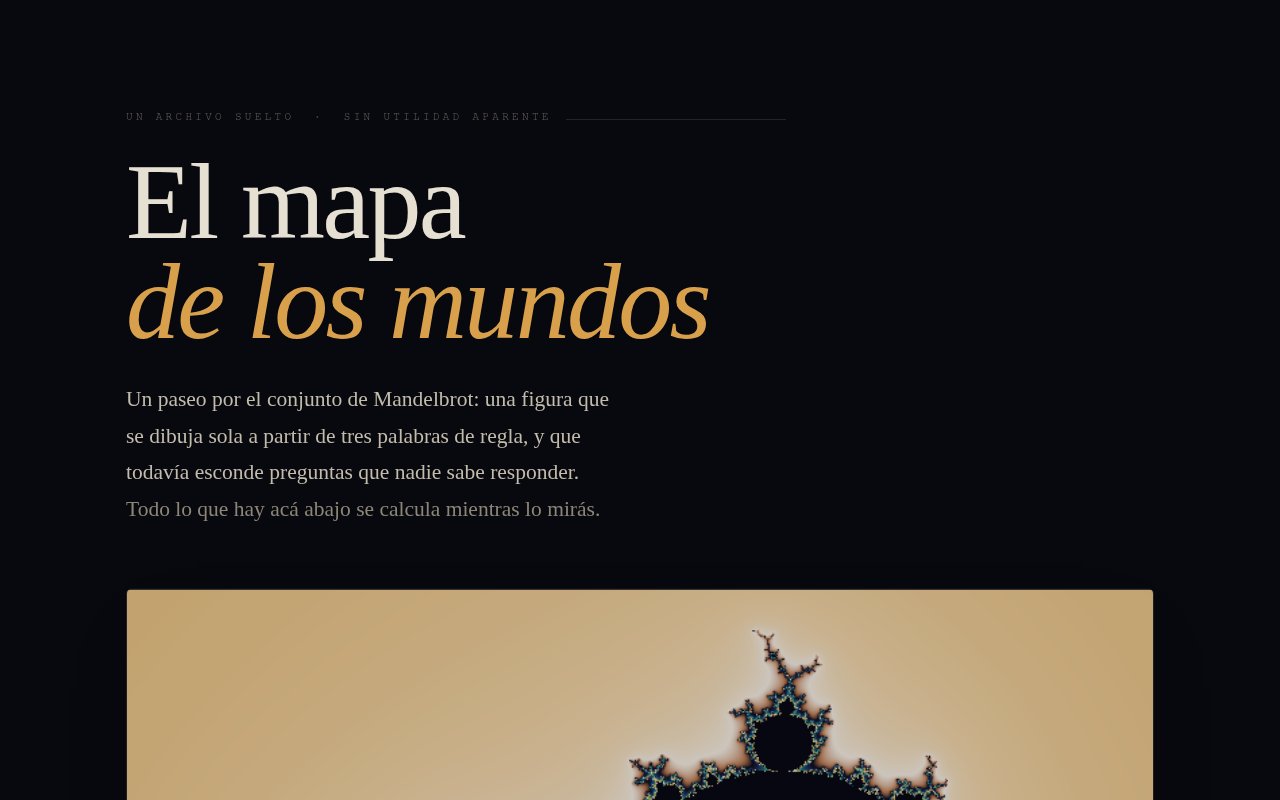 UN ARCHIVO SUELTO · SIN UTILIDAD APARENTE
El mapa
de los mundos
Un paseo por el conjunto de Mandelbrot: una figura que
se dibuja sola a partir de tres palabras de regla, y que
todavía esconde preguntas que nadie sabe responder.
Todo lo que hay acá abajo se calcula mientras lo mirás.